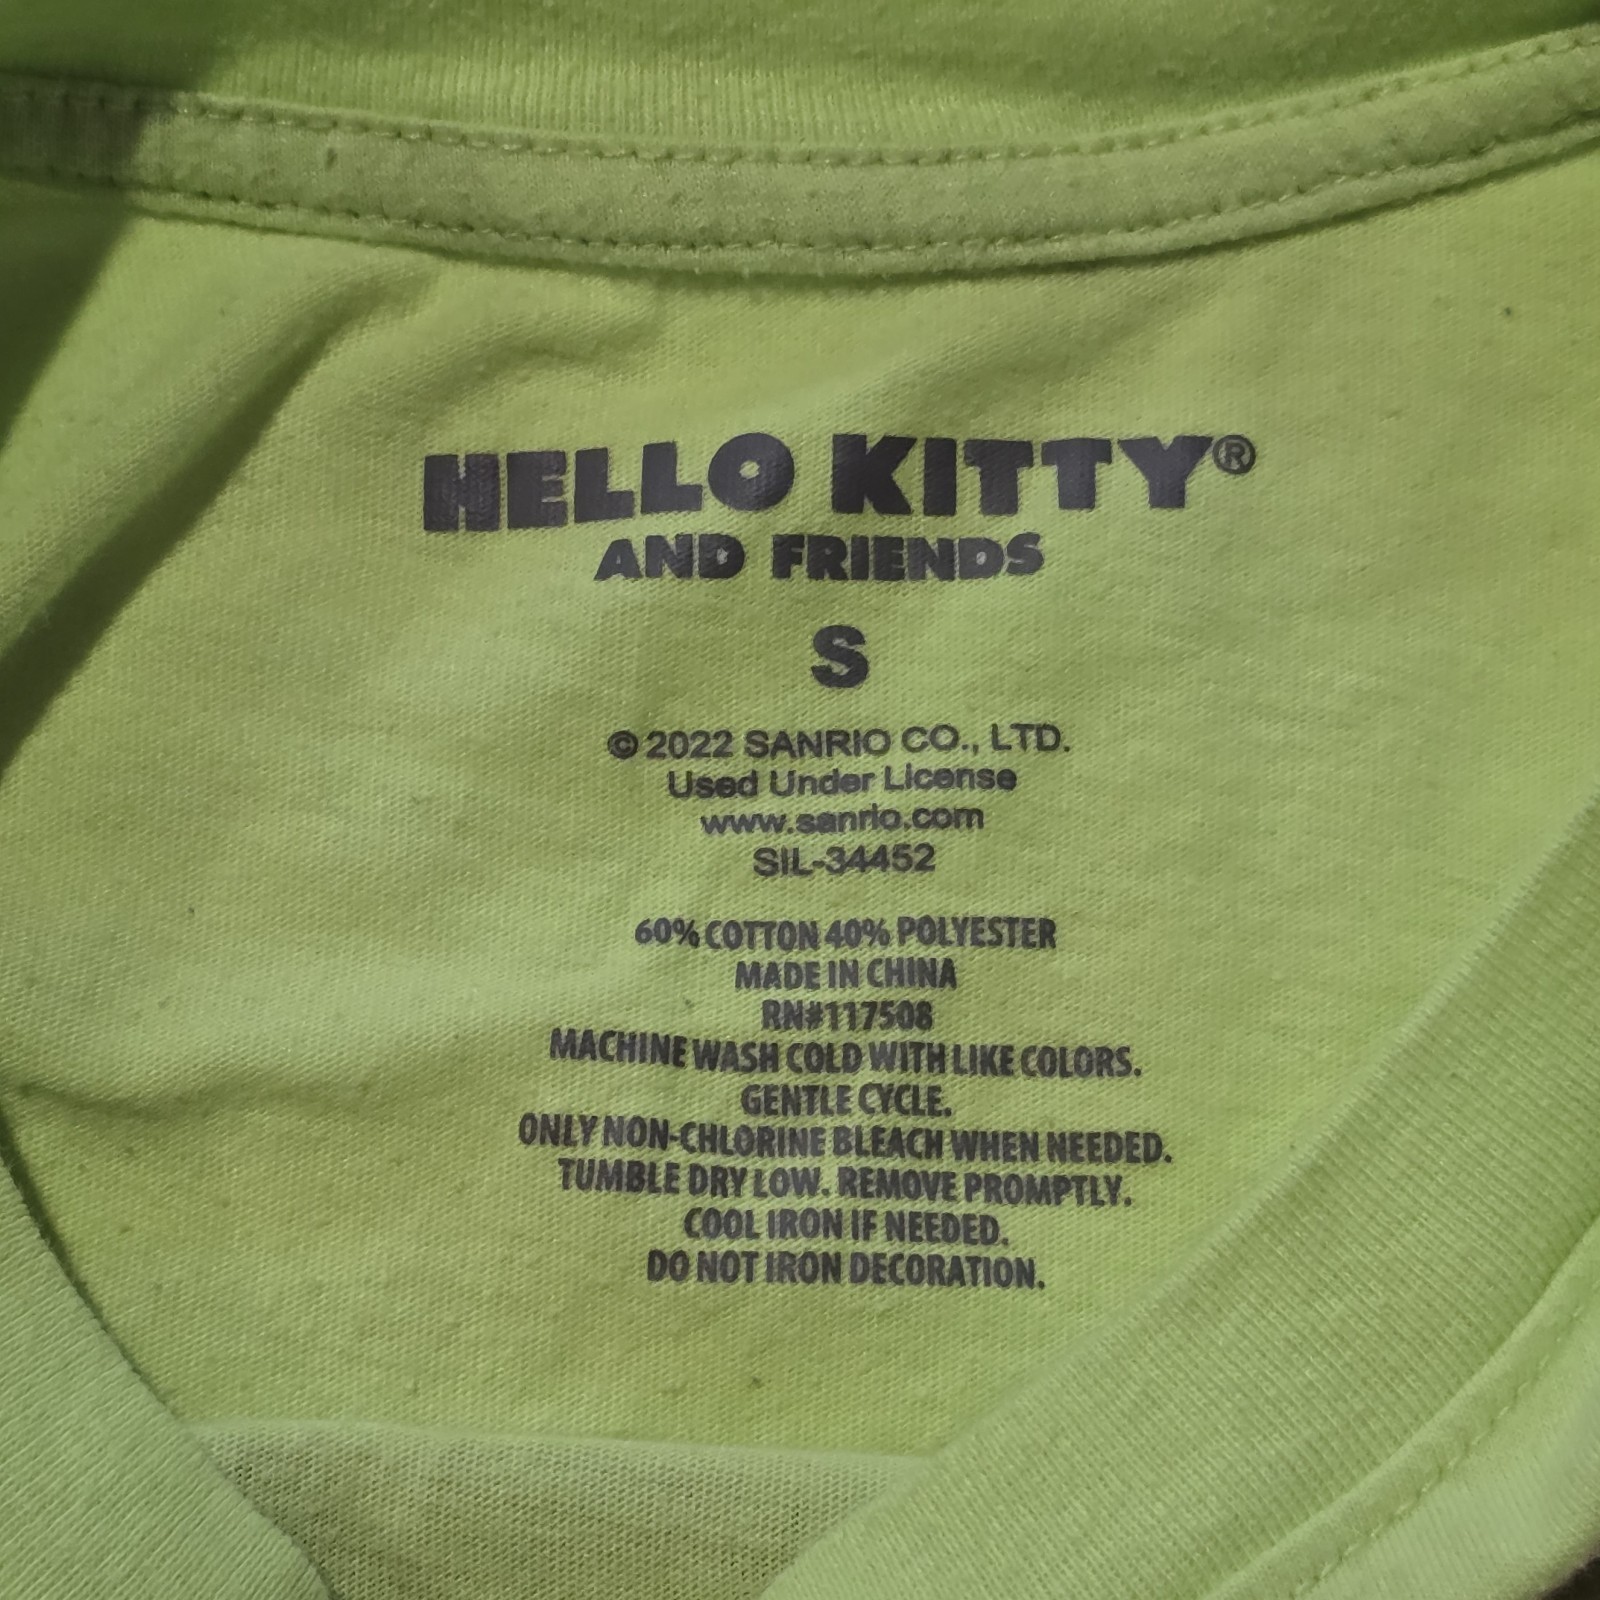 HELLO KITTY®
AND FRIENDS
S
© 2022 SANRIO CO., LTD.
Used Under License
www.sanrio.com
SIL-34452
60% COTTON 40% POLYESTER
MADE IN CHINA
RN#117508
MACHINE WASH COLD WITH LIKE COLORS.
GENTLE CYCLE.
ONLY NON-CHLORINE BLEACH WHEN NEEDED.
TUMBLE DRY LOW. REMOVE PROMPTLY.
COOL IRON IF NEEDED.
DO NOT IRON DECORATION.